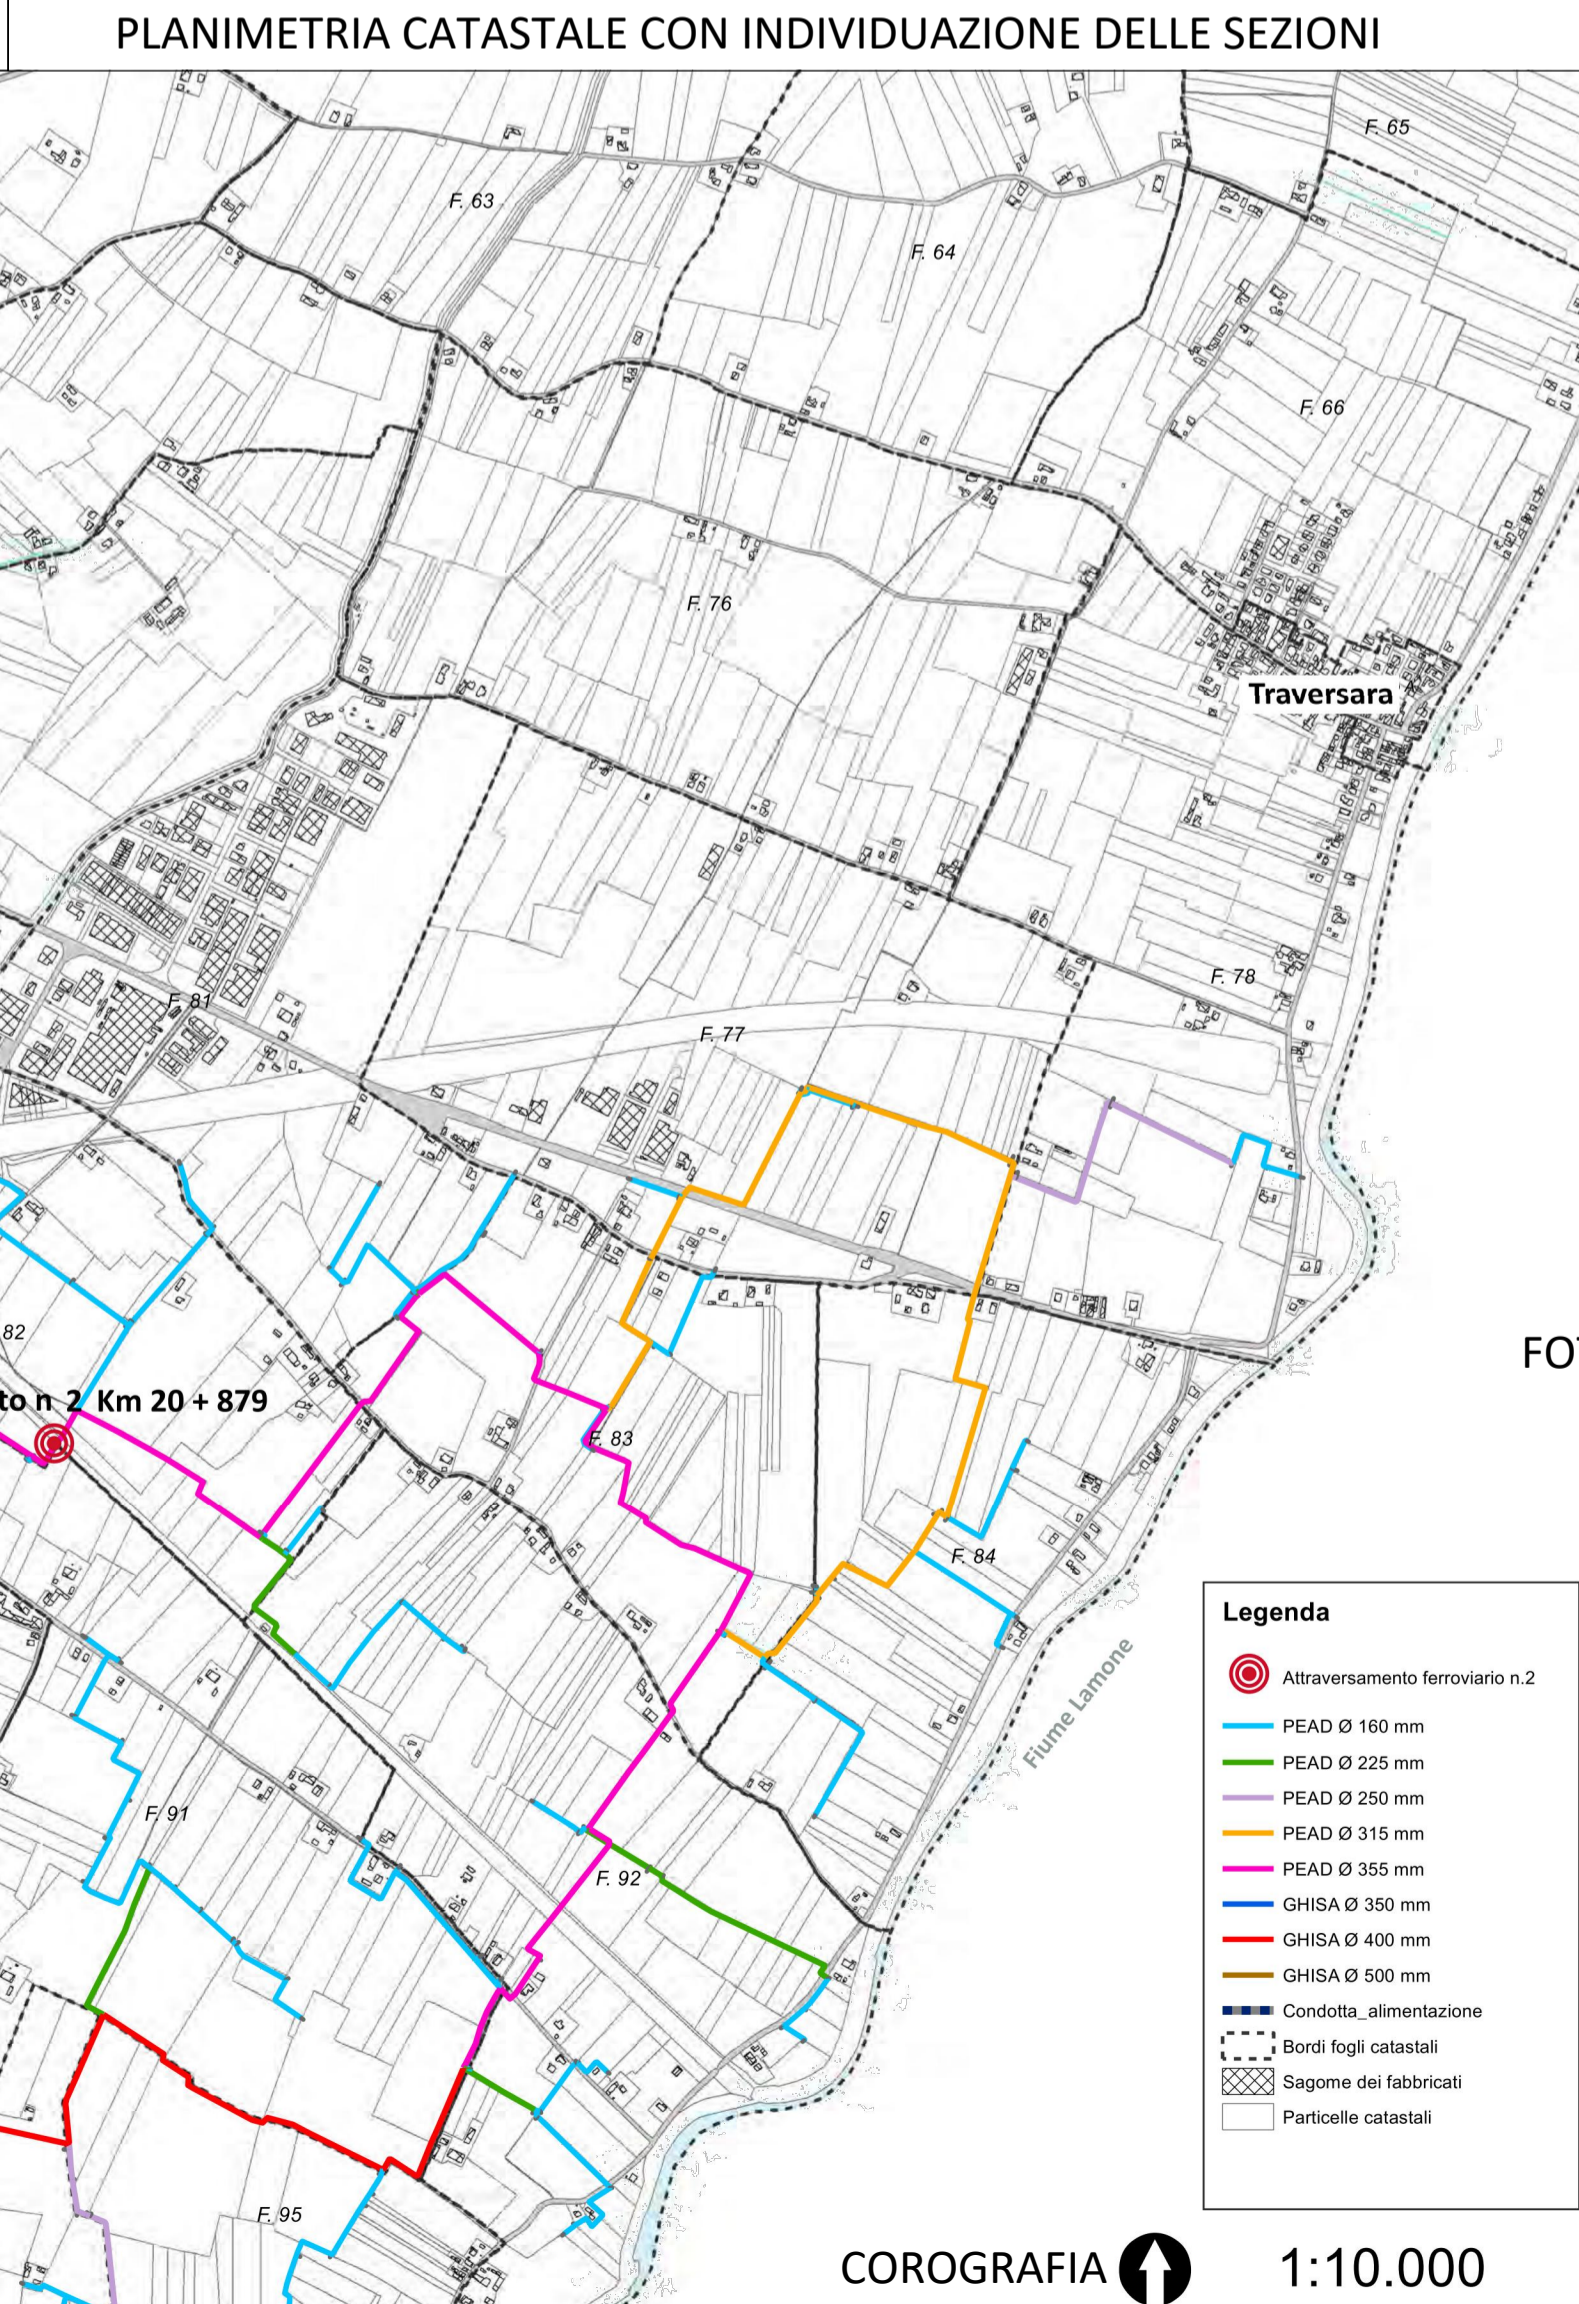 PLANIMETRIA CATASTALE CON INDIVIDUAZIONE DELLE SEZIONI
F. 65
F. 63
F. 64
F. 66
F. 76
Traversara
F. 78
F. 81
F. 77
82
FO
to n 2 Km 20 + 879
F. 83
F. 84
Fiume Lamone
F. 91
F. 92
F. 95
Legenda
Attraversamento ferroviario n.2
PEAD Ø 160 mm
PEAD Ø 225 mm
PEAD Ø 250 mm
PEAD Ø 315 mm
PEAD Ø 355 mm
GHISA Ø 350 mm
GHISA Ø 400 mm
GHISA Ø 500 mm
Condotta_alimentazione
Bordi fogli catastali
Sagome dei fabbricati
Particelle catastali
COROGRAFIA 1:10.000